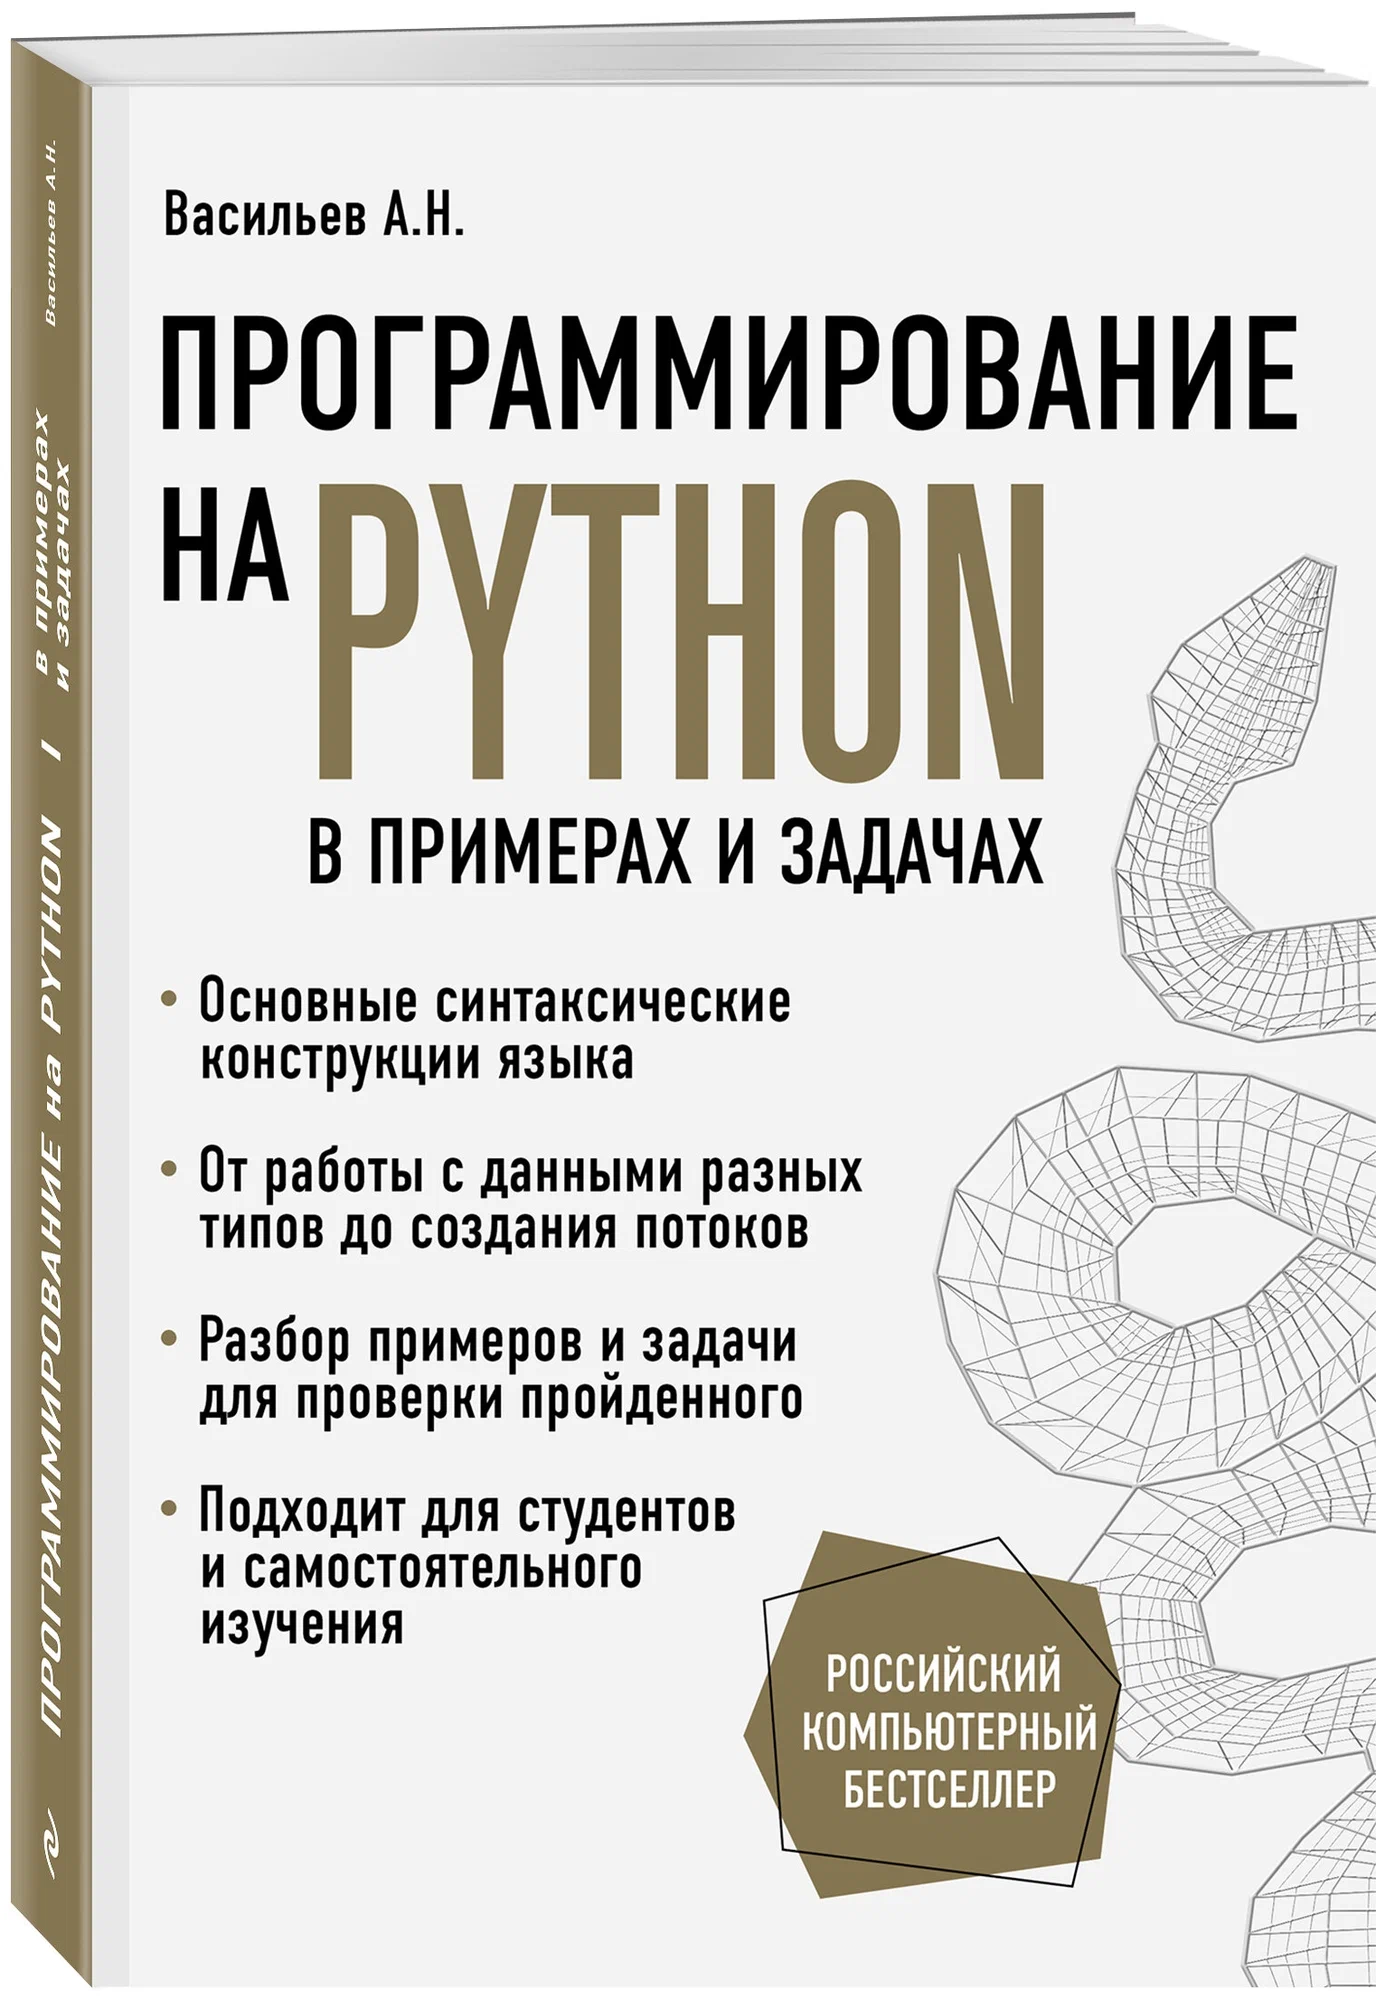 Васильев А.Н.
ПРОГРАММИРОВАНИЕ
НА PYTHON
В ПРИМЕРАХ И ЗАДАЧАХ
• Основные синтаксические
конструкции языка
• От работы с данными разных
типов до создания потоков
• Разбор примеров и задачи
для проверки пройденного
• Подходит для студентов
и самостоятельного
изучения
РОССИЙСКИЙ
КОМПЬЮТЕРНЫЙ
БЕСТСЕЛЛЕР
ПРОГРАММИРОВАНИЕ на PYTHON | в примерах
и задачах
Васильев А.Н.